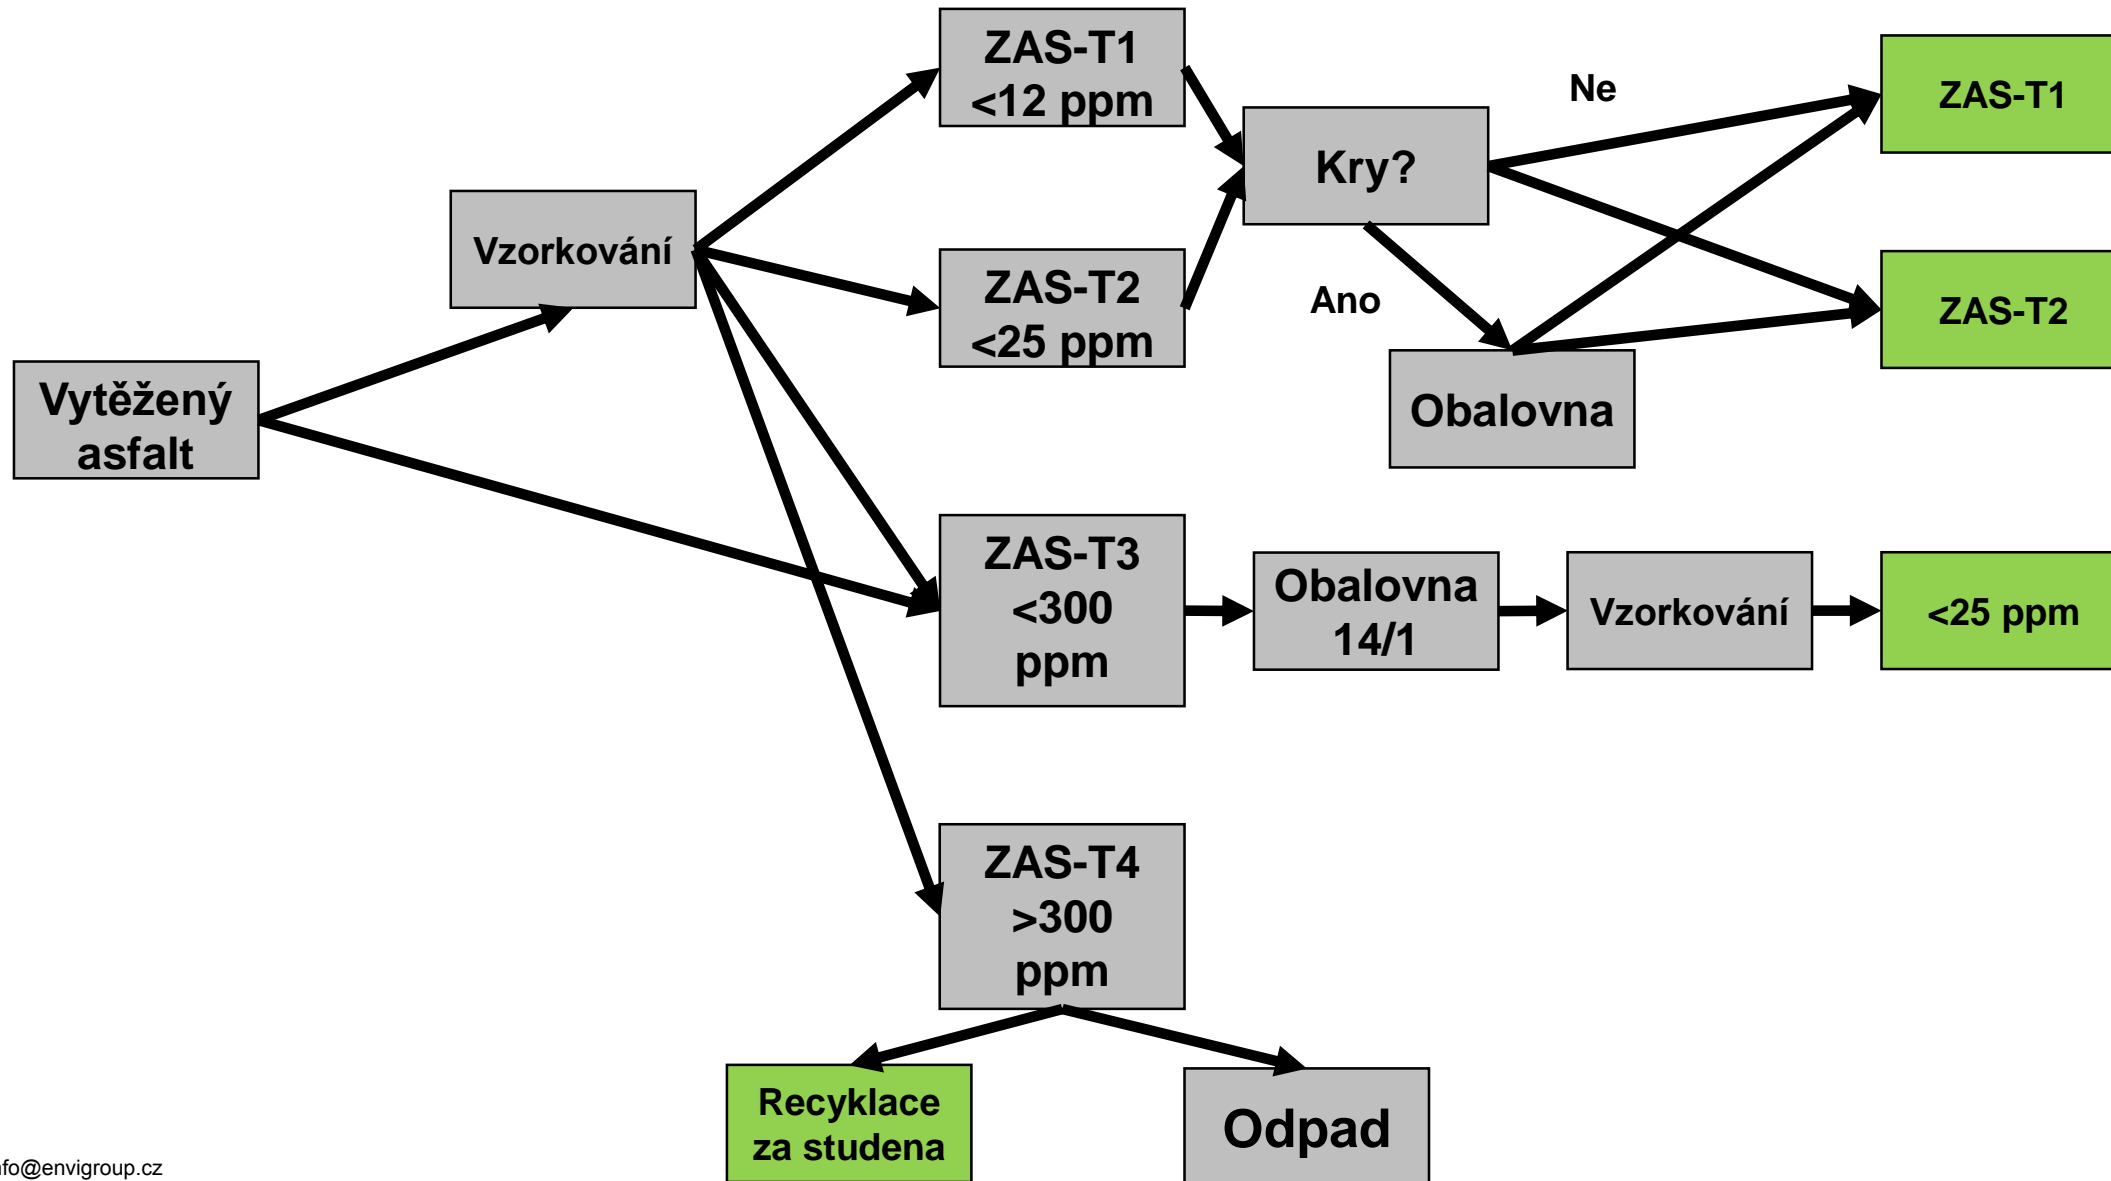 ZAS-T1
<12 ppm
Ne
ZAS-T1
Kry?
Vzorkování
ZAS-T2
<25 ppm
Ano
ZAS-T2
Vytěžený
asfalt
Obalovna
ZAS-T3
<300
ppm
Obalovna
14/1
Vzorkování
<25 ppm
ZAS-T4
>300
ppm
Recyklace
za studena
Odpad
nfo@envigroup.cz